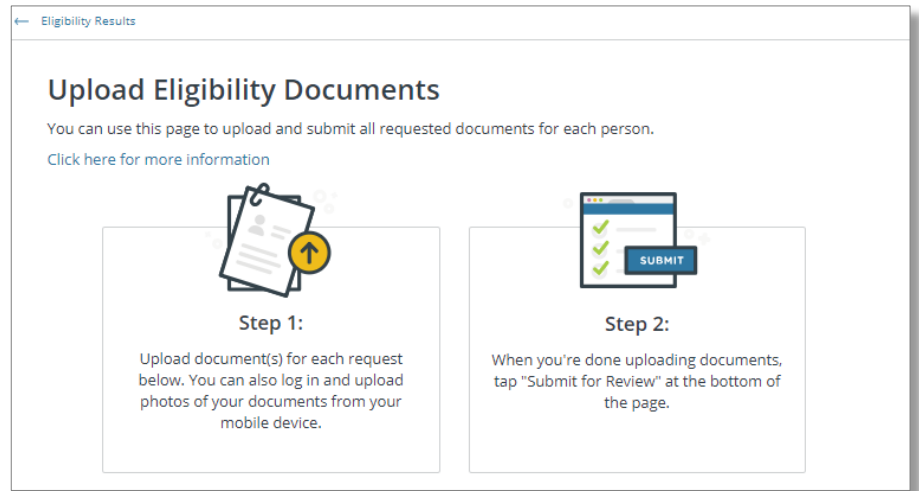 ← Eligibility Results
Upload Eligibility Documents
You can use this page to upload and submit all requested documents for each person.
Click here for more information
SUBMIT
Step 1:
Upload document(s) for each request
below. You can also log in and upload
photos of your documents from your
mobile device.
Step 2:
When you're done uploading documents,
tap "Submit for Review" at the bottom of
the page.